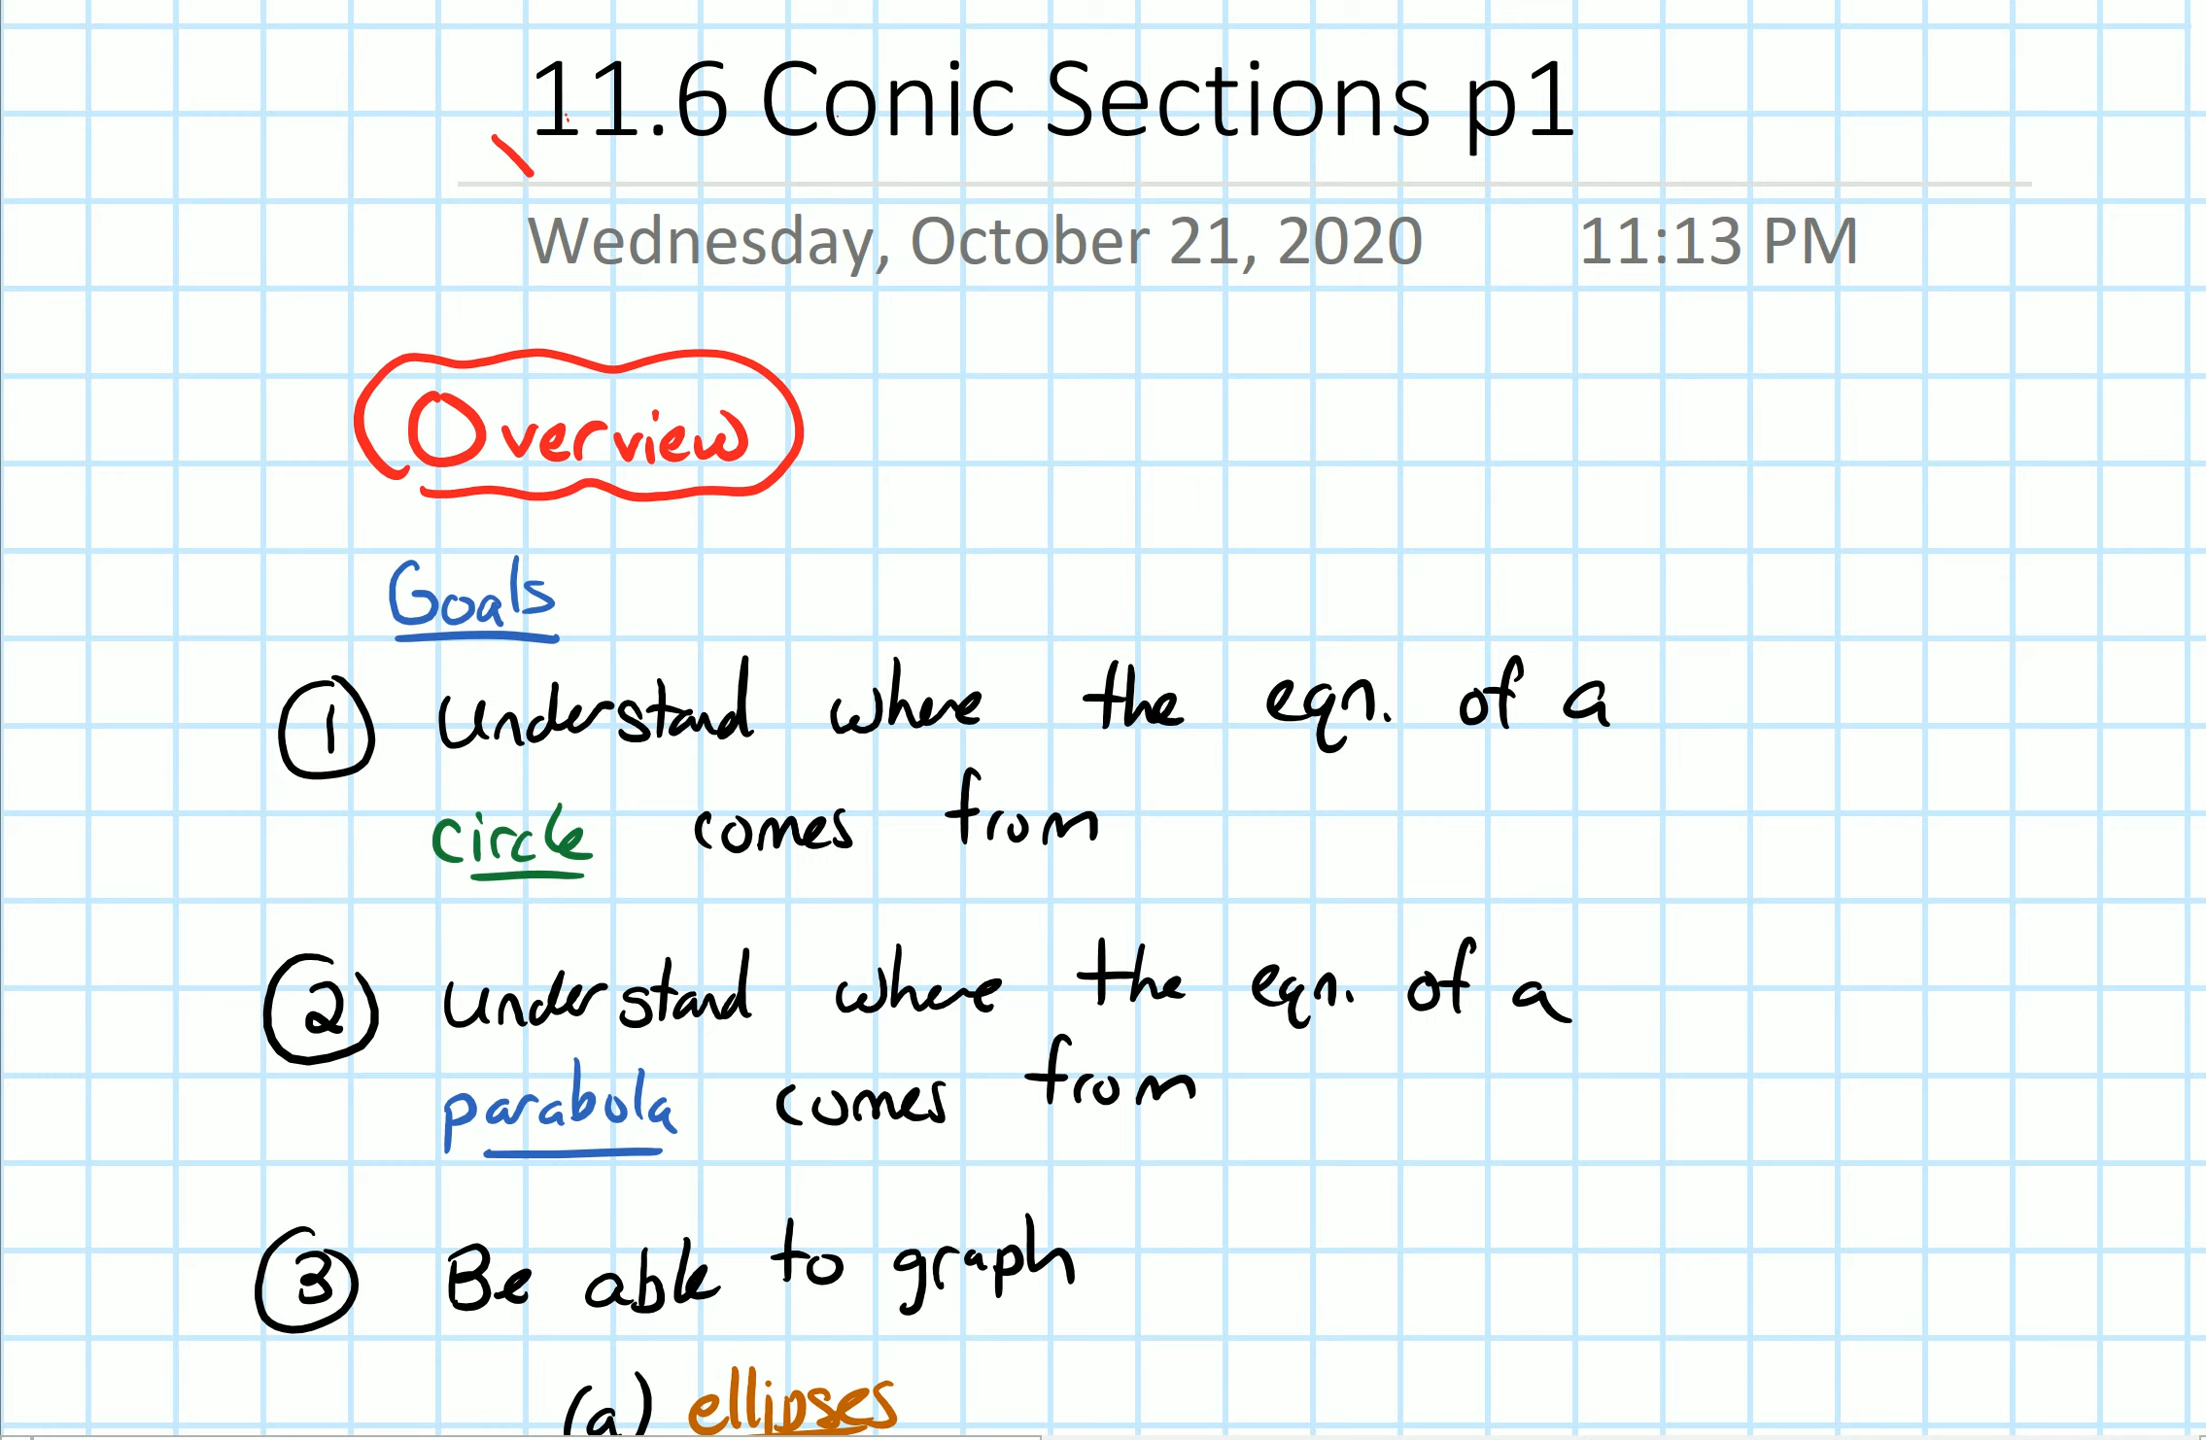 11.6 Conic Sections p1
Wednesday, October 21, 2020 11:13 PM
Overview
Goals
① Understand where the eqn. of a
circle comes from
② Understand where the eqn. of a
parabola comes from
③ Be able to graph
(a) ellipses